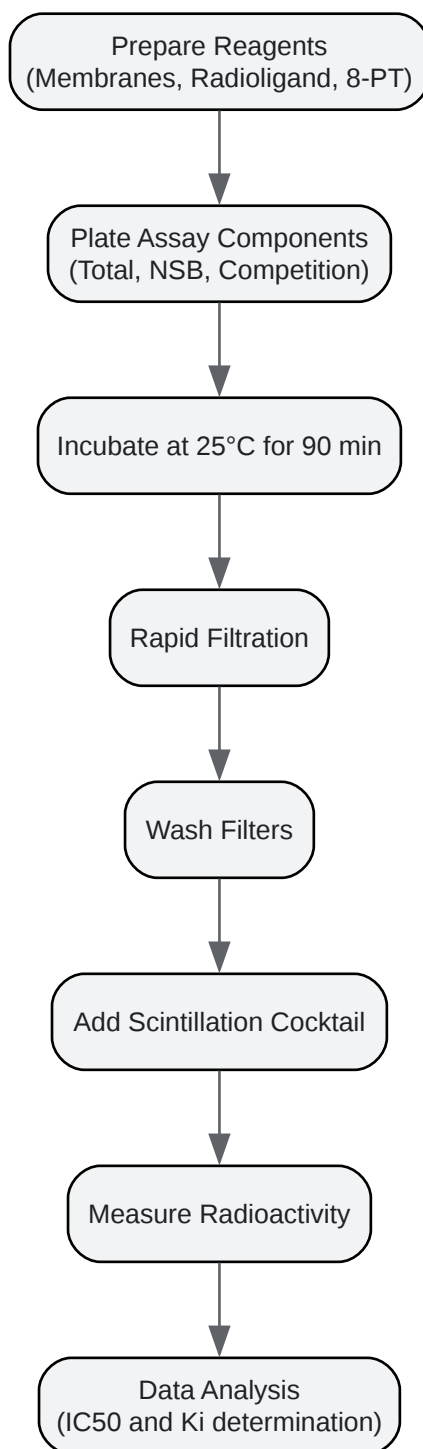 Prepare Reagents
(Membranes, Radioligand, 8-PT)
Plate Assay Components
(Total, NSB, Competition)
Incubate at 25°C for 90 min
Rapid Filtration
Wash Filters
Add Scintillation Cocktail
Measure Radioactivity
Data Analysis
(IC50 and Ki determination)